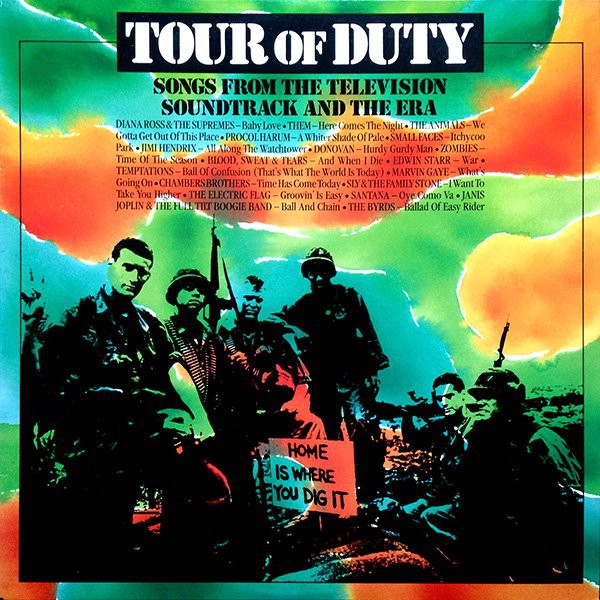 TOUR OF DUTY
SONGS FROM THE TELEVISION
SOUNDTRACK AND THE ERA
DIANA ROSS & THE SUPREMES – Baby Love • THEM – Here Comes The Night • THE ANIMALS – We
Gotta Get Out Of This Place • PROCOL HARUM – A Whiter Shade Of Pale • SMALL FACES – Itchycoo
Park • JIMI HENDRIX – All Along The Watchtower • DONOVAN – Hurdy Gurdy Man • ZOMBIES –
Time Of The Season • BLOOD, SWEAT & TEARS – And When I Die • EDWIN STARR – War •
TEMPTATIONS – Ball Of Confusion (That's What The World Is Today) • MARVIN GAYE – What's
Going On • CHAMBERS BROTHERS – Time Has Come Today • SLY & THE FAMILY STONE – I Want To
Take You Higher • THE ELECTRIC FLAG – Groovin' Is Easy • SANTANA – Oye Como Va • JANIS
JOPLIN & THE FULL TILT BOOGIE BAND – Ball And Chain • THE BYRDS – Ballad Of Easy Rider
HOME
IS WHERE
YOU DIG IT